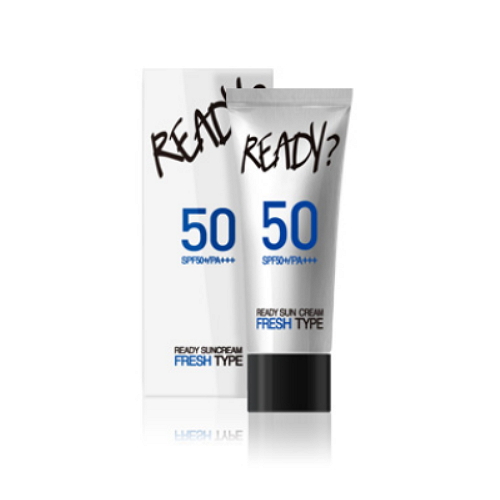 READY?
50
SPF50+/PA+++
READY SUNCREAM
FRESH TYPE
READY?
50
SPF50+/PA+++
READY SUN CREAM
FRESH TYPE